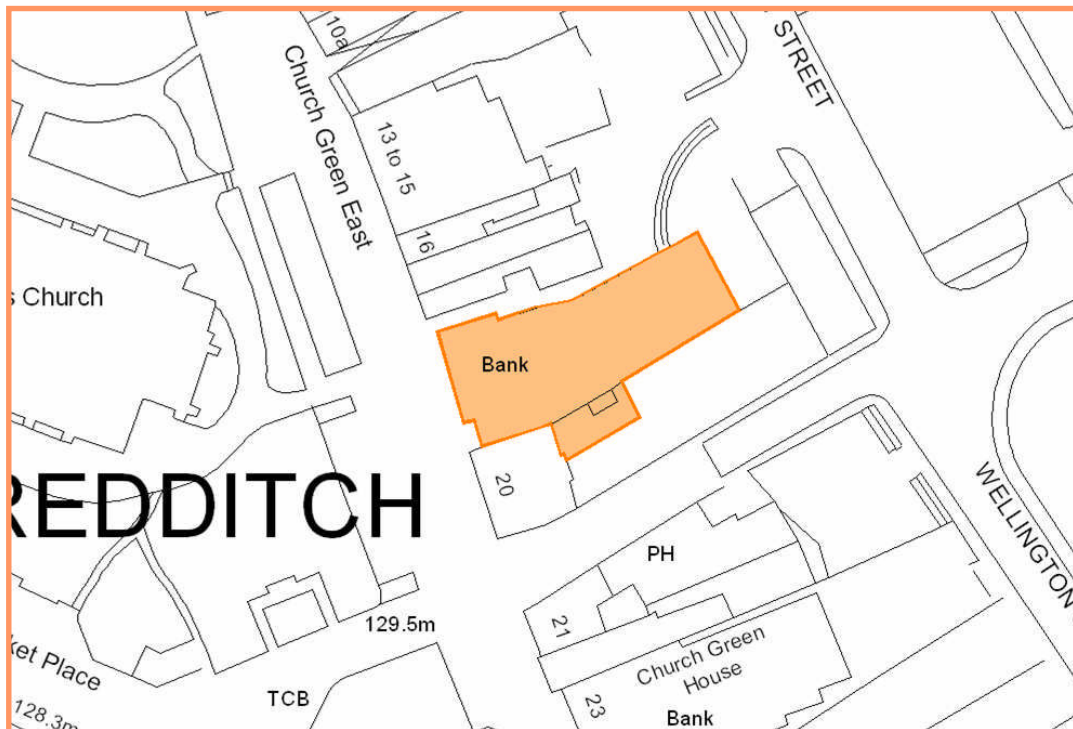 10a
STREET
Church Green East
13 to 15
16
s Church
Bank
20
REDDITCH
WELLINGTON
PH
21
129.5m
Church Green
House
ket Place
TCB
23
Bank
128.3m